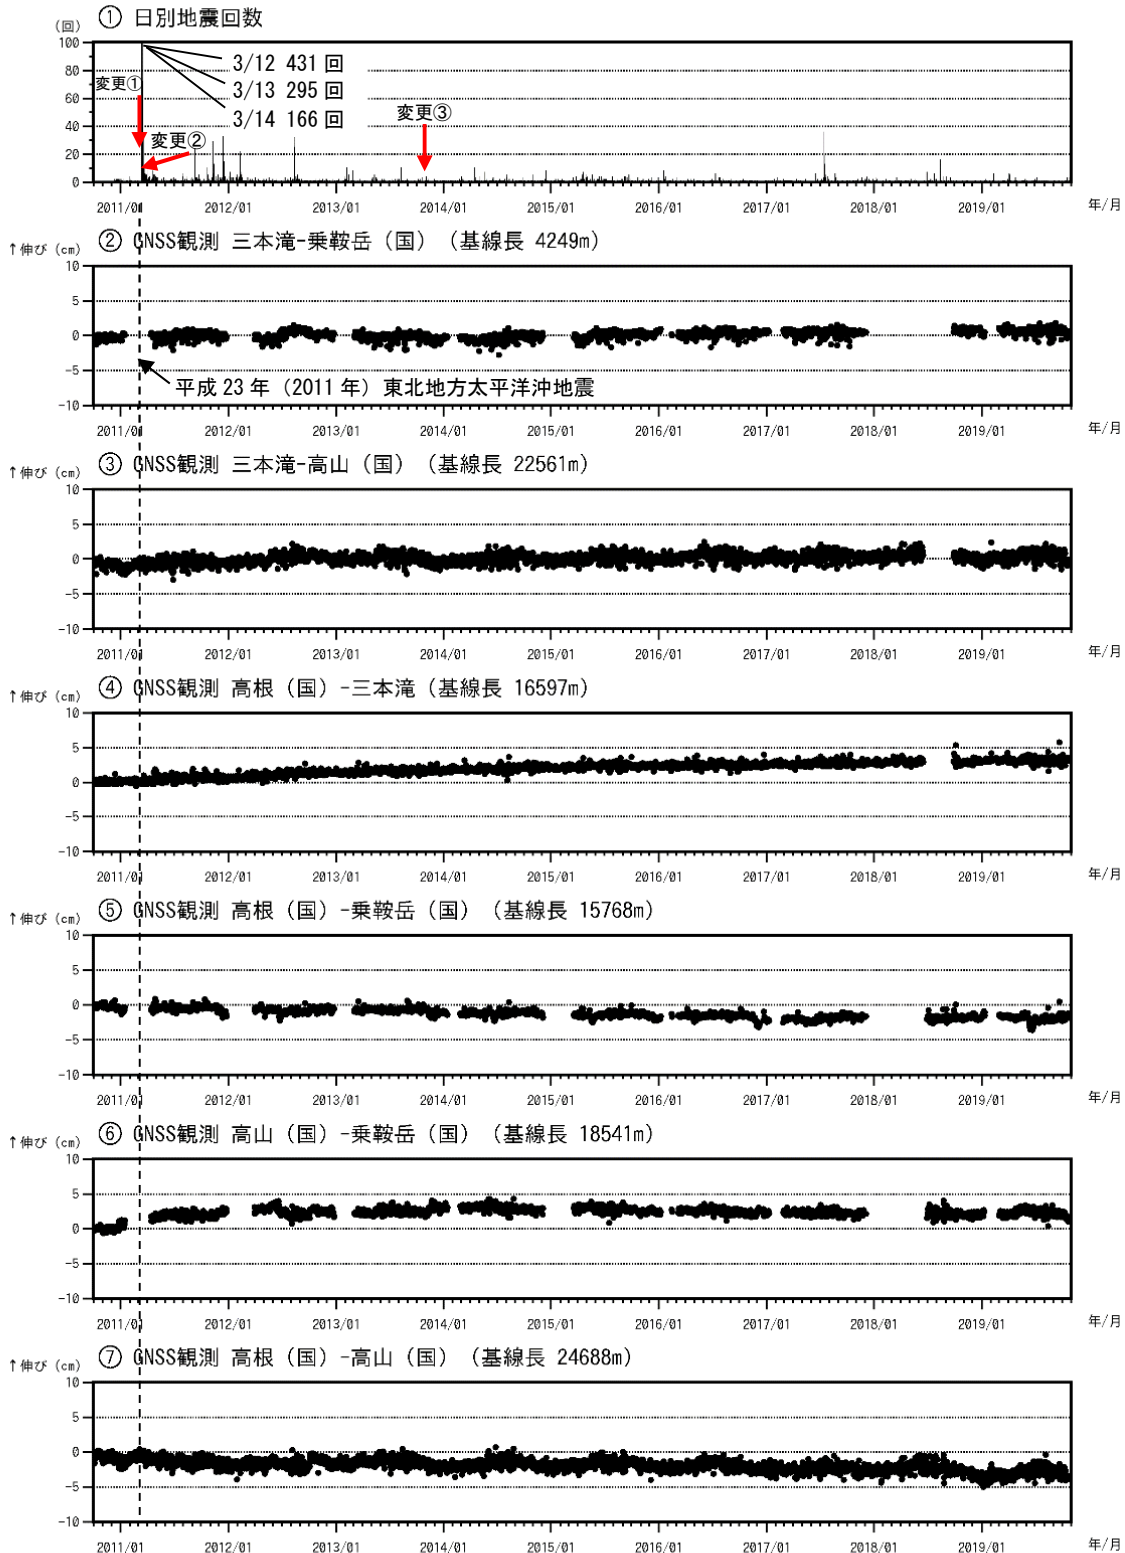 ① 日別地震回数
(回)
100
80
60
40
20
0
3/12 431 回
3/13 295 回
3/14 166 回
変更①
変更②
変更③
2011/01 2012/01 2013/01 2014/01 2015/01 2016/01 2017/01 2018/01 2019/01 年/月
↑伸び (cm) ② GNSS観測 三本滝-乗鞍岳（国）（基線長 4249m）
10
5
0
-5
-10
平成 23 年（2011 年）東北地方太平洋沖地震
2011/01 2012/01 2013/01 2014/01 2015/01 2016/01 2017/01 2018/01 2019/01 年/月
↑伸び (cm) ③ GNSS観測 三本滝-高山（国）（基線長 22561m）
10
5
0
-5
-10
2011/01 2012/01 2013/01 2014/01 2015/01 2016/01 2017/01 2018/01 2019/01 年/月
↑伸び (cm) ④ GNSS観測 高根（国）-三本滝（基線長 16597m）
10
5
0
-5
-10
2011/01 2012/01 2013/01 2014/01 2015/01 2016/01 2017/01 2018/01 2019/01 年/月
↑伸び (cm) ⑤ GNSS観測 高根（国）-乗鞍岳（国）（基線長 15768m）
10
5
0
-5
-10
2011/01 2012/01 2013/01 2014/01 2015/01 2016/01 2017/01 2018/01 2019/01 年/月
↑伸び (cm) ⑥ GNSS観測 高山（国）-乗鞍岳（国）（基線長 18541m）
10
5
0
-5
-10
2011/01 2012/01 2013/01 2014/01 2015/01 2016/01 2017/01 2018/01 2019/01 年/月
↑伸び (cm) ⑦ GNSS観測 高根（国）-高山（国）（基線長 24688m）
10
5
0
-5
-10
2011/01 2012/01 2013/01 2014/01 2015/01 2016/01 2017/01 2018/01 2019/01 年/月